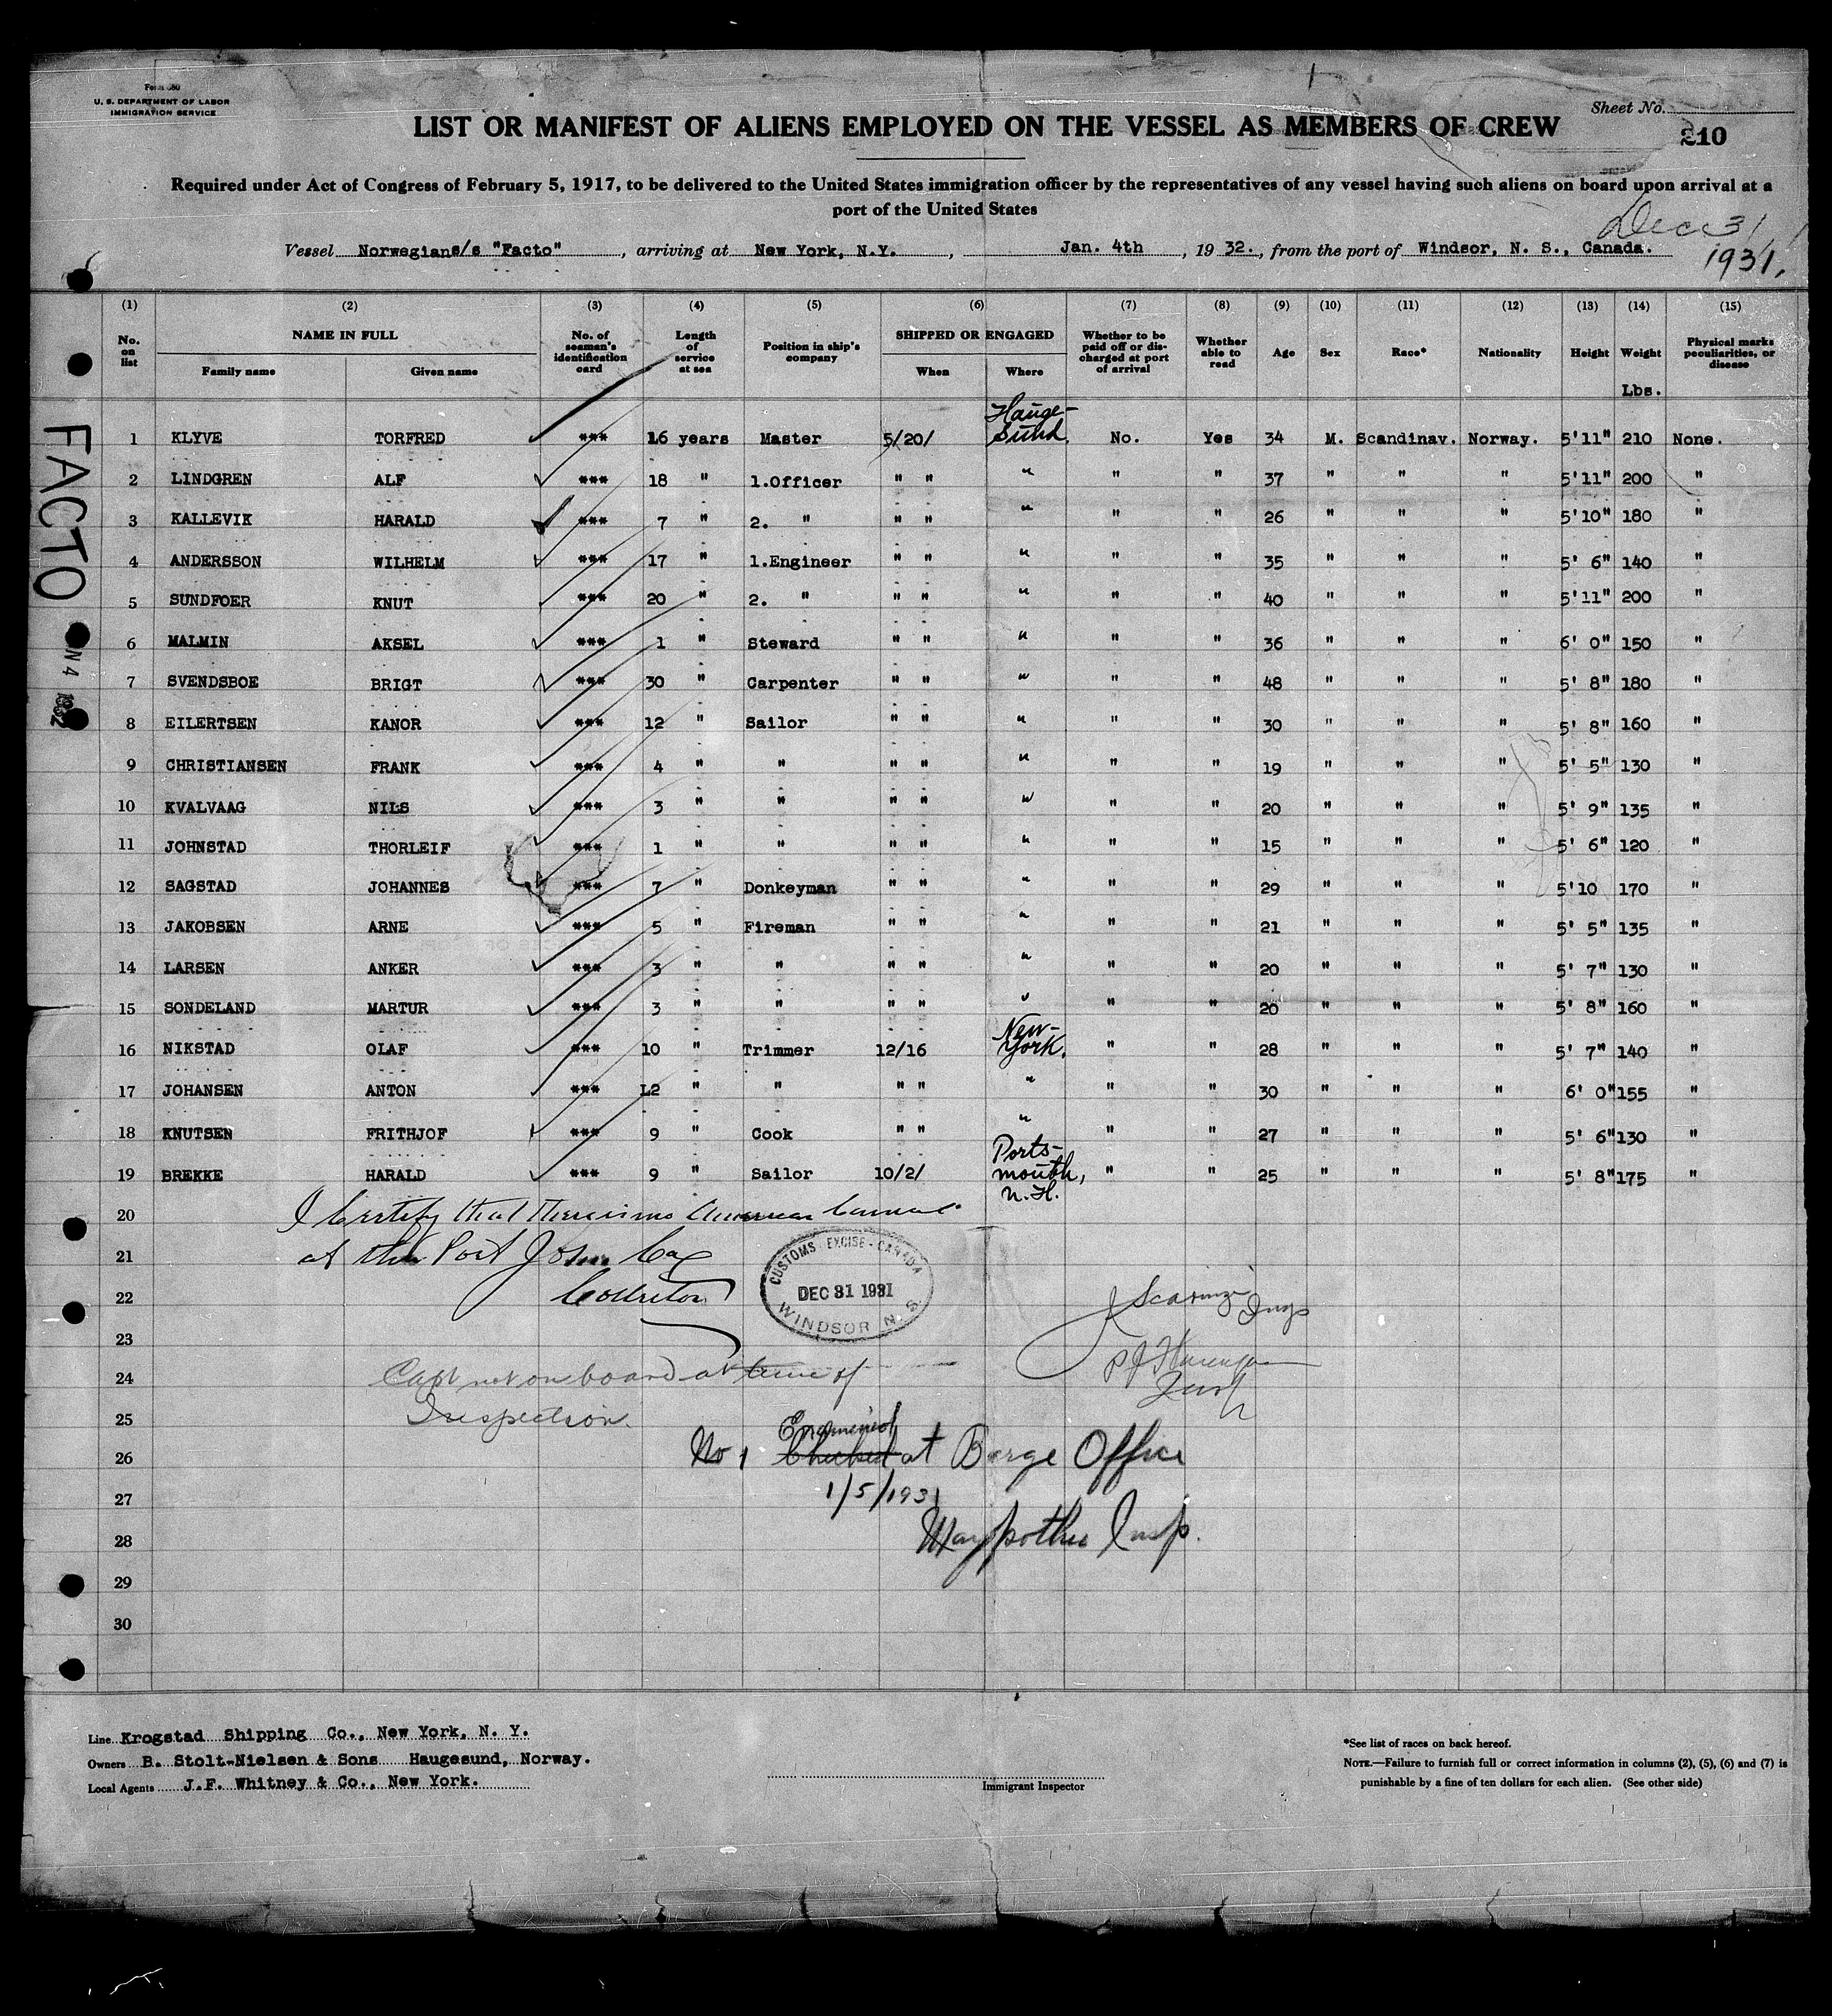 Form 680
U. S. DEPARTMENT OF LABOR
IMMIGRATION SERVICE
Sheet No.
210
LIST OR MANIFEST OF ALIENS EMPLOYED ON THE VESSEL AS MEMBERS OF CREW
Required under Act of Congress of February 5, 1917, to be delivered to the United States immigration officer by the representatives of any vessel having such aliens on board upon arrival at a
port of the United States
Dec 31, 1931,
Vessel Norwegian s/s "Facto", arriving at New York, N.Y., Jan. 4th, 1932., from the port of Windsor, N. S., Canada.
(1) (2) (3) (4) (5) (6) (7) (8) (9) (10) (11) (12) (13) (14) (15)
No. on list NAME IN FULL Family name Given name No. of seaman's identification card Length of service at sea Position in ship's company SHIPPED OR ENGAGED When Where Whether to be paid off or discharged at port of arrival Whether able to read Age Sex Race* Nationality Height Weight Lbs. Physical marks peculiarities, or disease
1 KLYVE TORFRED *** 16 years Master 5/20/ Hauge-sund. No. Yes 34 M. Scandinav. Norway. 5'11" 210 None.
2 LINDGREN ALF *** 18 " 1.Officer " " " " " 37 " " " 5'11" 200 "
3 KALLEVIK HARALD *** 7 " 2. " " " " " " 26 " " " 5'10" 180 "
4 ANDERSSON WILHELM *** 17 " 1.Engineer " " " " " 35 " " " 5' 6" 140 "
5 SUNDFOER KNUT *** 20 " 2. " " " " " " 40 " " " 5'11" 200 "
6 MALMIN AKSEL *** 1 " Steward " " " " " 36 " " " 6' 0" 150 "
7 SVENDSBOE BRIGT *** 30 " Carpenter " " " " " 48 " " " 5' 8" 180 "
8 EILERTSEN KANOR *** 12 " Sailor " " " " " 30 " " " 5' 8" 160 "
9 CHRISTIANSEN FRANK *** 4 " " " " " " " 19 " " " 5' 5" 130 "
10 KVALVAAG NILS *** 3 " " " " " " " 20 " " " 5' 9" 135 "
11 JOHNSTAD THORLEIF *** 1 " " " " " " " 15 " " " 5' 6" 120 "
12 SAGSTAD JOHANNES *** 7 " Donkeyman " " " " " 29 " " " 5'10 170 "
13 JAKOBSEN ARNE *** 5 " Fireman " " " " " 21 " " " 5' 5" 135 "
14 LARSEN ANKER *** 3 " " " " " " " 20 " " " 5' 7" 130 "
15 SONDELAND MARTUR *** 3 " " " " " " " 20 " " " 5' 8" 160 "
16 NIKSTAD OLAF *** 10 " Trimmer 12/16 New-York. " " 28 " " " 5' 7" 140 "
17 JOHANSEN ANTON *** 12 " " " " " " " 30 " " " 6' 0" 155 "
18 KNUTSEN FRITHJOF *** 9 " Cook " " " " " 27 " " " 5' 6" 130 "
19 BREKKE HARALD *** 9 " Sailor 10/2/ Ports-mouth, N.H. " " 25 " " " 5' 8" 175 "
20 I Certify that there is no American Consul
21 at this Port John
22
23
24 Capt not on board at time of
25 Inspection.
26 No 1 Examined Checked at Barge Office
27 1/5/1931
28 Insp.
29
30
CUSTOMS EXCISE - CANADA
DEC 31 1931
WINDSOR N. S.
FACTO
N 4 1932
Line Krogstad Shipping Co., New York, N. Y.
Owners B. Stolt-Nielsen & Sons Haugesund, Norway.
Local Agents J.F. Whitney & Co., New York.
Immigrant Inspector
*See list of races on back hereof.
NOTE.—Failure to furnish full or correct information in columns (2), (5), (6) and (7) is
punishable by a fine of ten dollars for each alien. (See other side)